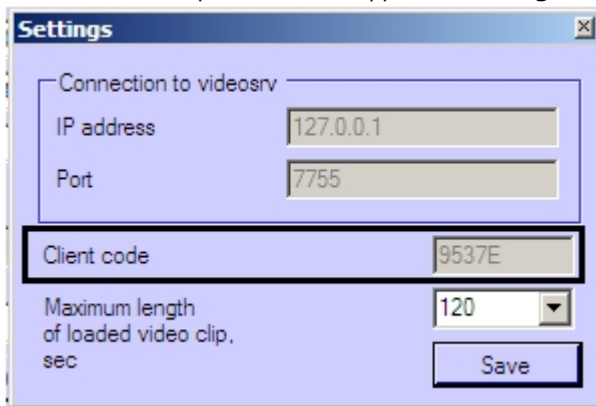 Settings
Connection to videosrv
IP address 127.0.0.1
Port 7755
Client code 9537E
Maximum length 120
of loaded video clip,
sec
Save